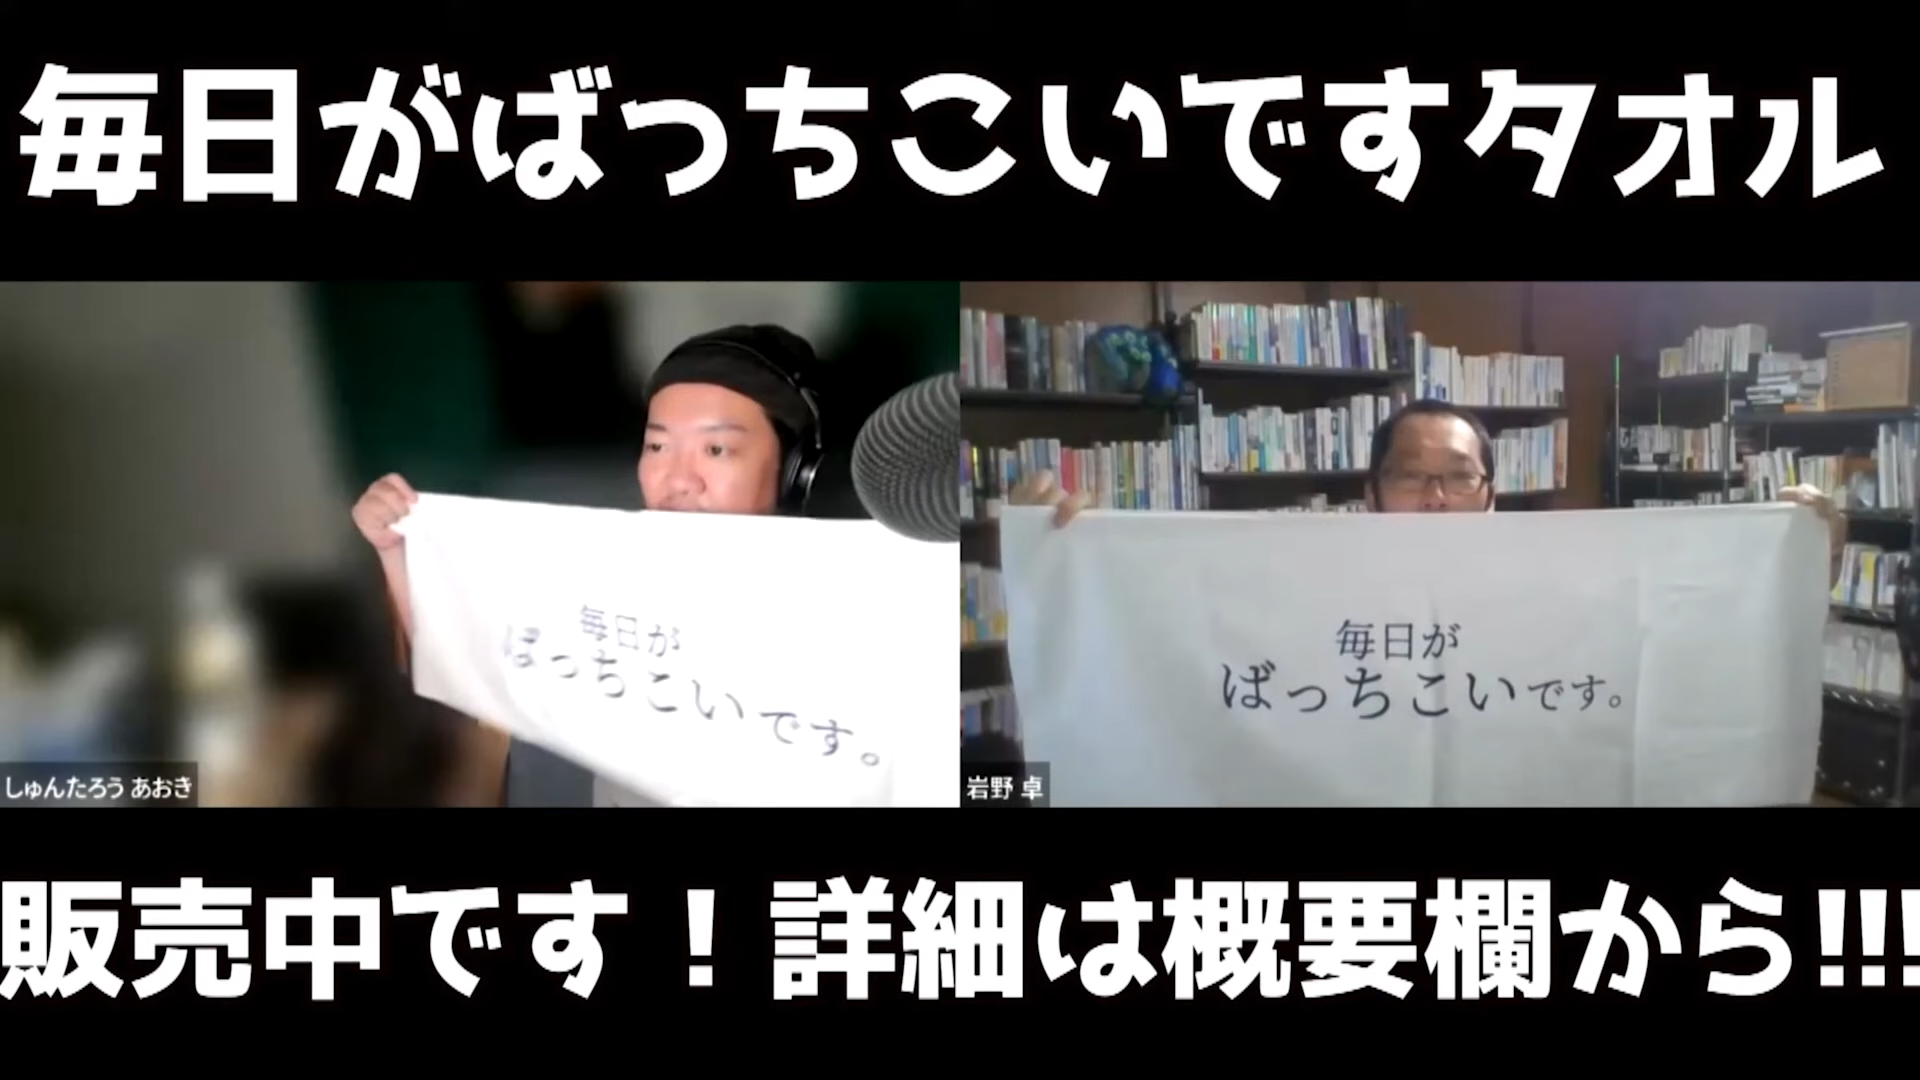 毎日がばっちこいですタオル
毎日が
ばっちこいです。
しゅんたろう あおき
毎日が
ばっちこいです。
岩野 卓
販売中です！詳細は概要欄から!!!